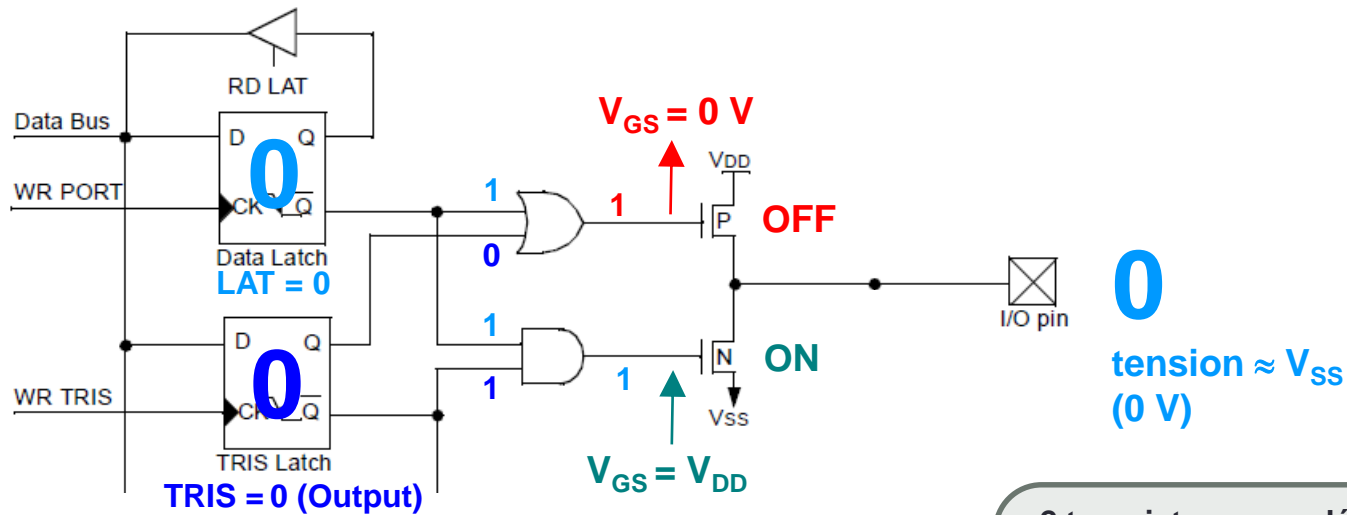 RD LAT
Data Bus
D Q
0
WR PORT
CK Q
Data Latch
LAT = 0
1
0
1
VGS = 0 V
VDD
P
OFF
D Q
0
WR TRIS
CK Q
TRIS Latch
TRIS = 0 (Output)
1
1
1
N
ON
VSS
VGS = VDD
I/O pin
0
tension ≈ VSS
(0 V)